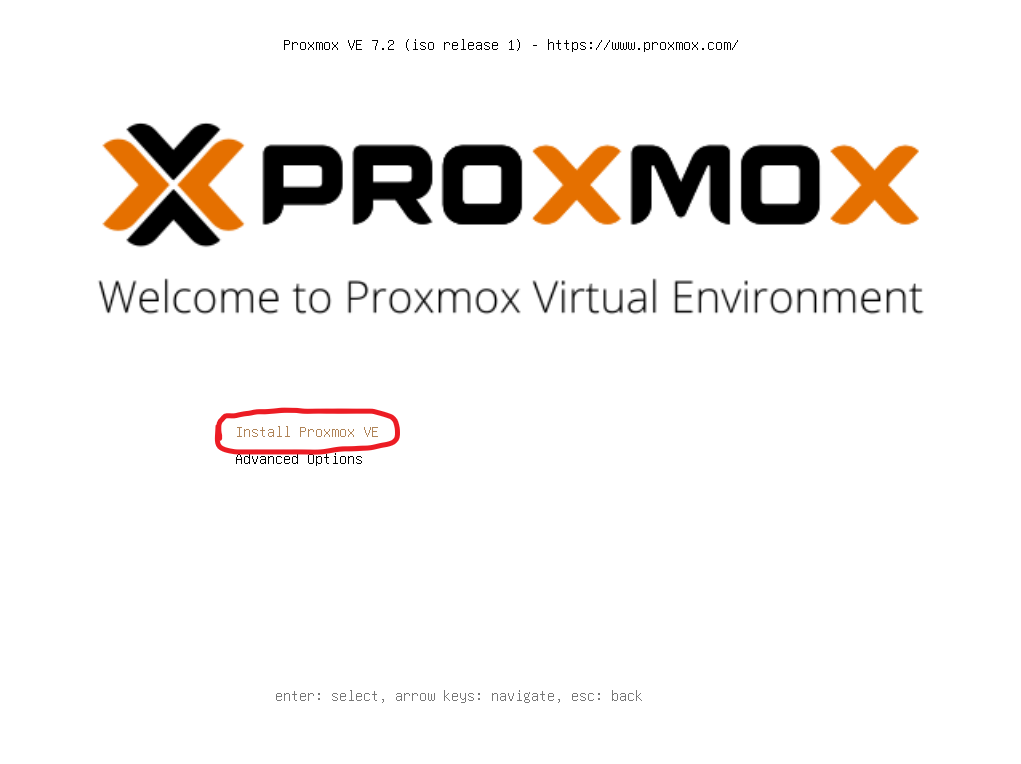 Proxmox VE 7.2 (iso release 1) - https://www.proxmox.com/
PROXMOX
Welcome to Proxmox Virtual Environment
Install Proxmox VE
Advanced Options
enter: select, arrow keys: navigate, esc: back